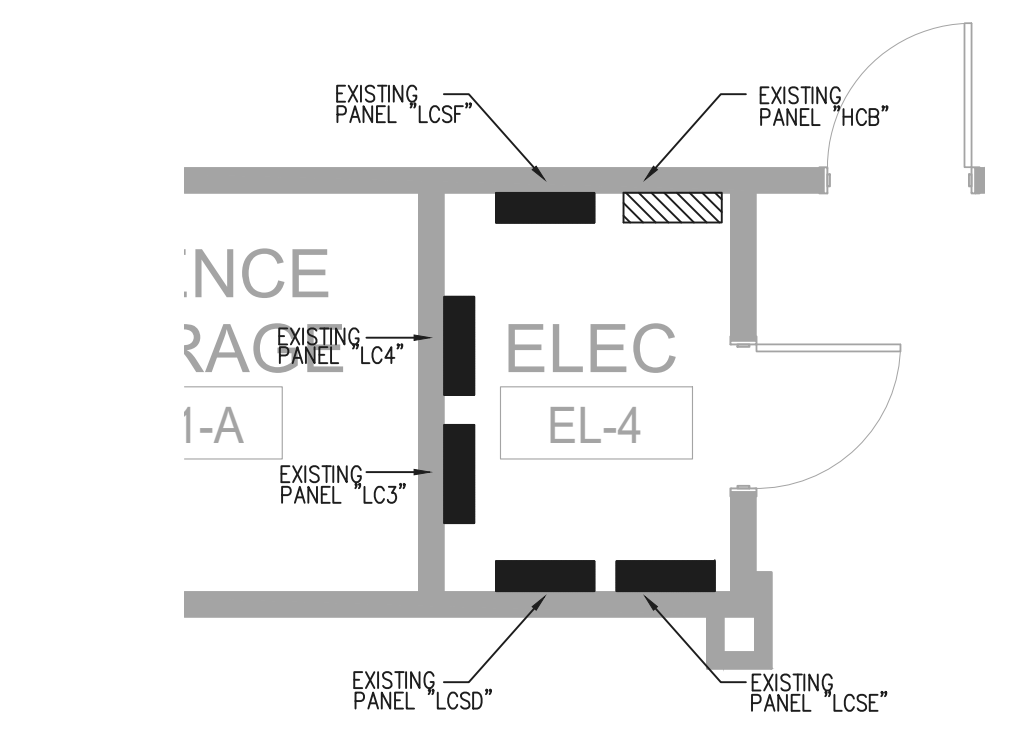 EXISTING
PANEL "LCSF"
EXISTING
PANEL "HCB"
ENCE
RAGE
1-A
EXISTING
PANEL "LC4"
ELEC
EL-4
EXISTING
PANEL "LC3"
EXISTING
PANEL "LCSD"
EXISTING
PANEL "LCSE"